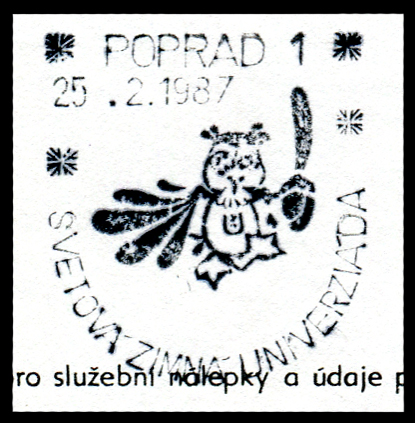 POPRAD 1
25.2.1987
SVETOVÁ ZIMNÁ UNIVERZIÁDA
ro služební nálepky a údaje p